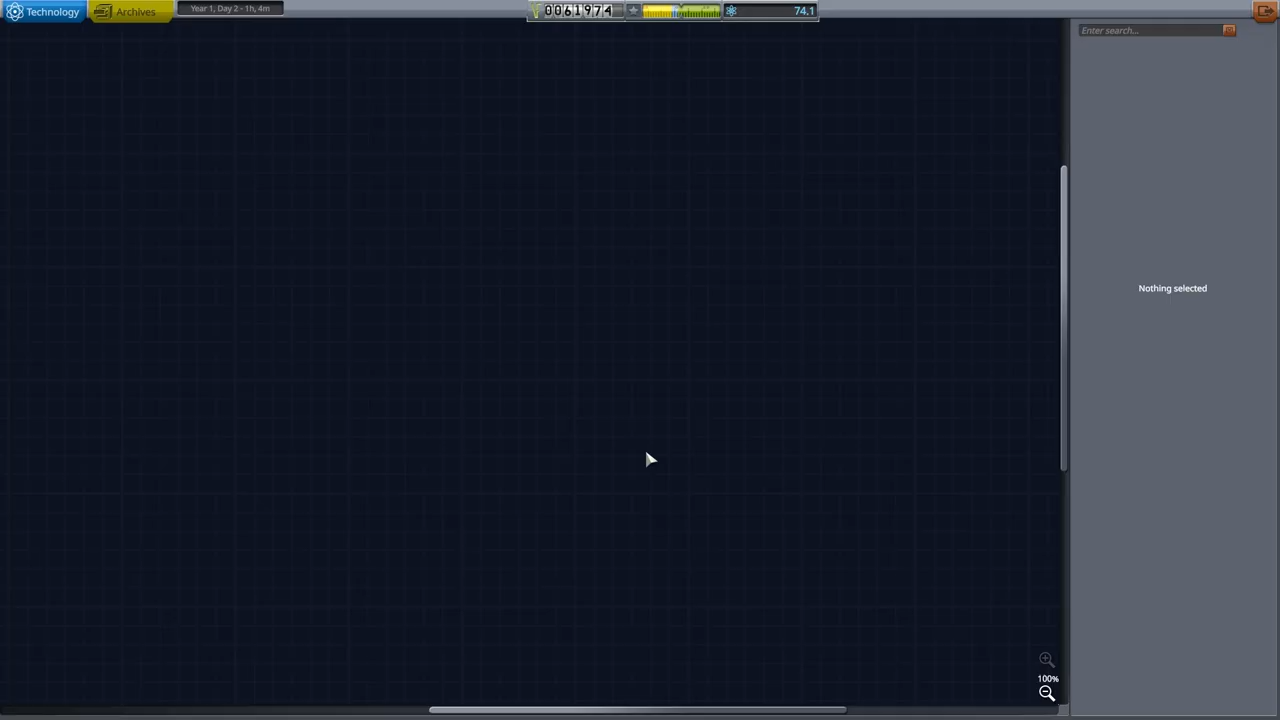 Technology
Archives
Year 1, Day 2 - 1h, 4m
0061974
74.1
Enter search...
Nothing selected
100%